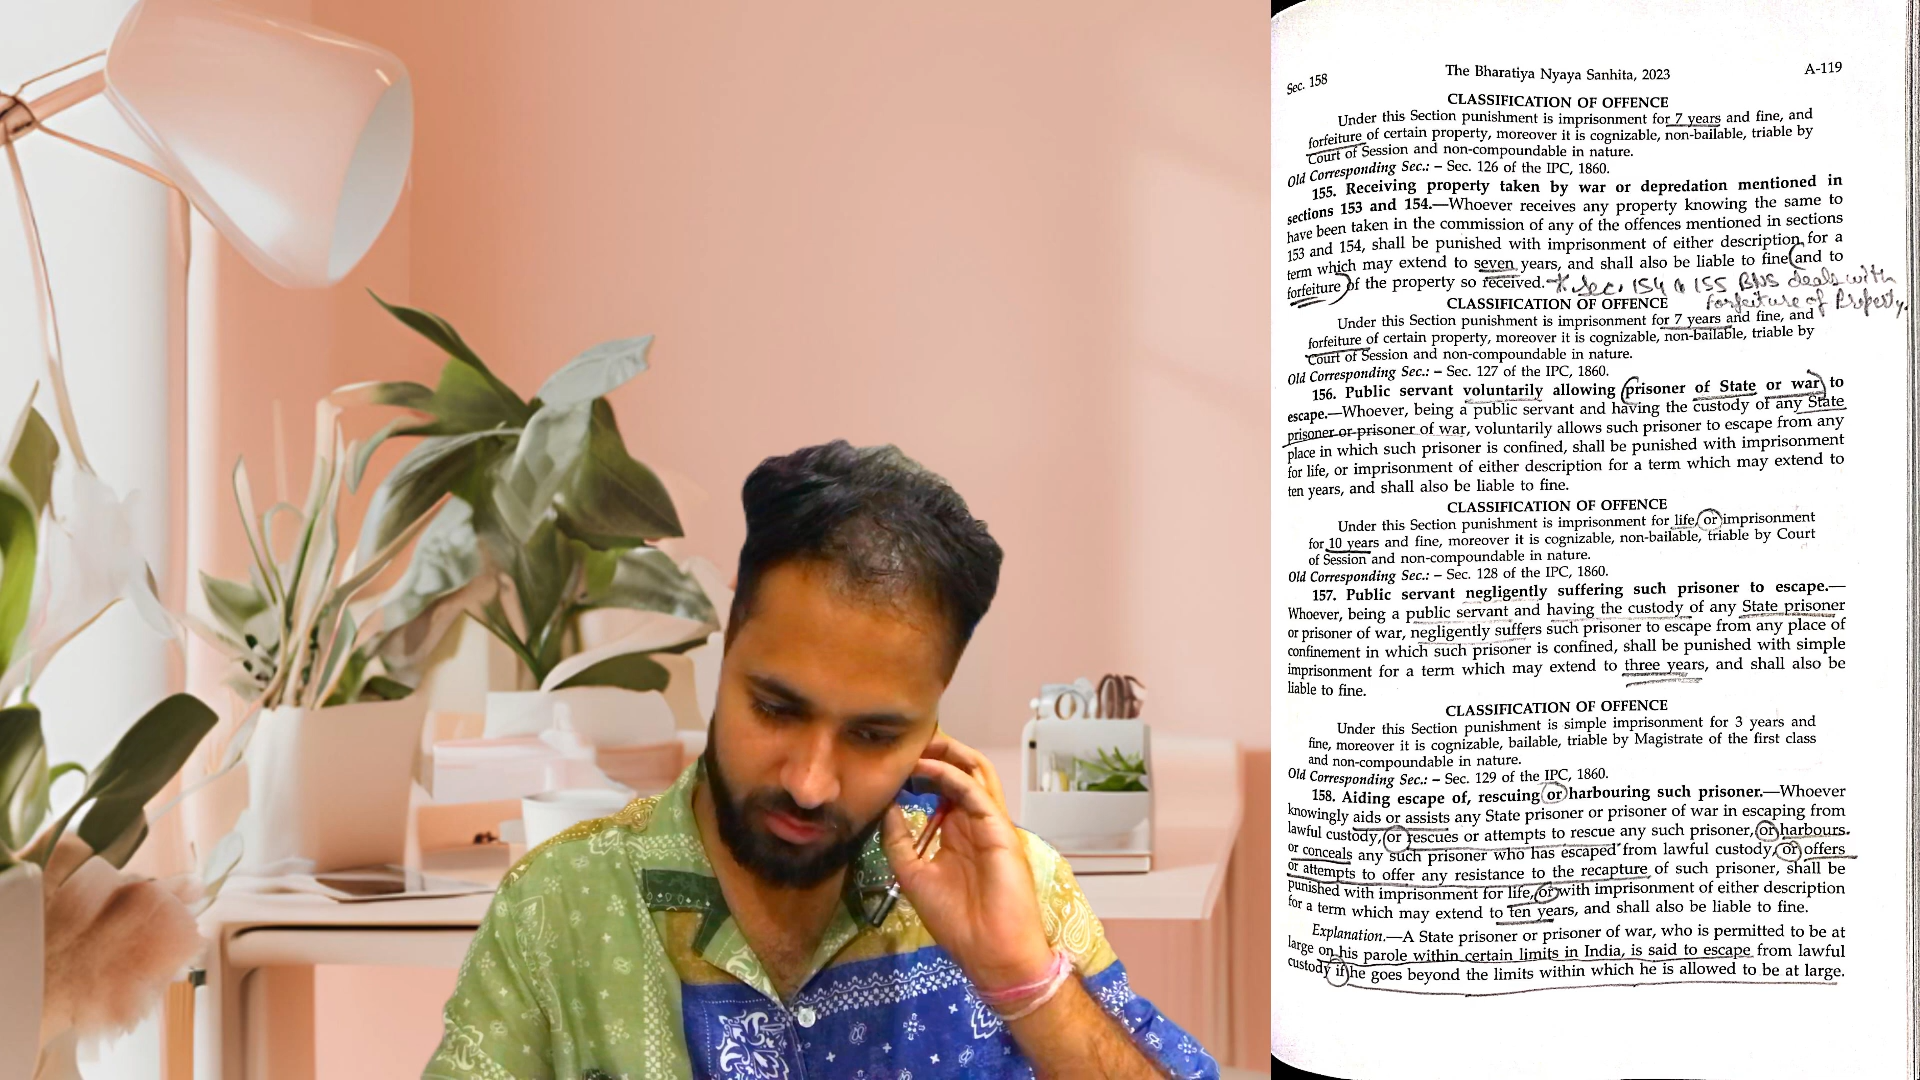 Sec. 158 The Bharatiya Nyaya Sanhita, 2023 A-119
CLASSIFICATION OF OFFENCE
Under this Section punishment is imprisonment for 7 years and fine, and
forfeiture of certain property, moreover it is cognizable, non-bailable, triable by
Court of Session and non-compoundable in nature.
Old Corresponding Sec.: – Sec. 126 of the IPC, 1860.
155. Receiving property taken by war or depredation mentioned in
sections 153 and 154.—Whoever receives any property knowing the same to
have been taken in the commission of any of the offences mentioned in sections
153 and 154, shall be punished with imprisonment of either description for a
term which may extend to seven years, and shall also be liable to fine and to
forfeiture of the property so received. * Sec. 154 & 155 BNS deals with
forfeiture of Property.
CLASSIFICATION OF OFFENCE
Under this Section punishment is imprisonment for 7 years and fine, and
forfeiture of certain property, moreover it is cognizable, non-bailable, triable by
Court of Session and non-compoundable in nature.
Old Corresponding Sec.: – Sec. 127 of the IPC, 1860.
156. Public servant voluntarily allowing prisoner of State or war to
escape.—Whoever, being a public servant and having the custody of any State
prisoner or prisoner of war, voluntarily allows such prisoner to escape from any
place in which such prisoner is confined, shall be punished with imprisonment
for life, or imprisonment of either description for a term which may extend to
ten years, and shall also be liable to fine.
CLASSIFICATION OF OFFENCE
Under this Section punishment is imprisonment for life or imprisonment
for 10 years and fine, moreover it is cognizable, non-bailable, triable by Court
of Session and non-compoundable in nature.
Old Corresponding Sec.: – Sec. 128 of the IPC, 1860.
157. Public servant negligently suffering such prisoner to escape.—
Whoever, being a public servant and having the custody of any State prisoner
or prisoner of war, negligently suffers such prisoner to escape from any place of
confinement in which such prisoner is confined, shall be punished with simple
imprisonment for a term which may extend to three years, and shall also be
liable to fine.
CLASSIFICATION OF OFFENCE
Under this Section punishment is simple imprisonment for 3 years and
fine, moreover it is cognizable, bailable, triable by Magistrate of the first class
and non-compoundable in nature.
Old Corresponding Sec.: – Sec. 129 of the IPC, 1860.
158. Aiding escape of, rescuing or harbouring such prisoner.—Whoever
knowingly aids or assists any State prisoner or prisoner of war in escaping from
lawful custody, or rescues or attempts to rescue any such prisoner, or harbours
or conceals any such prisoner who has escaped from lawful custody, or offers
or attempts to offer any resistance to the recapture of such prisoner, shall be
punished with imprisonment for life, or with imprisonment of either description
for a term which may extend to ten years, and shall also be liable to fine.
Explanation.—A State prisoner or prisoner of war, who is permitted to be at
large on his parole within certain limits in India, is said to escape from lawful
custody if he goes beyond the limits within which he is allowed to be at large.